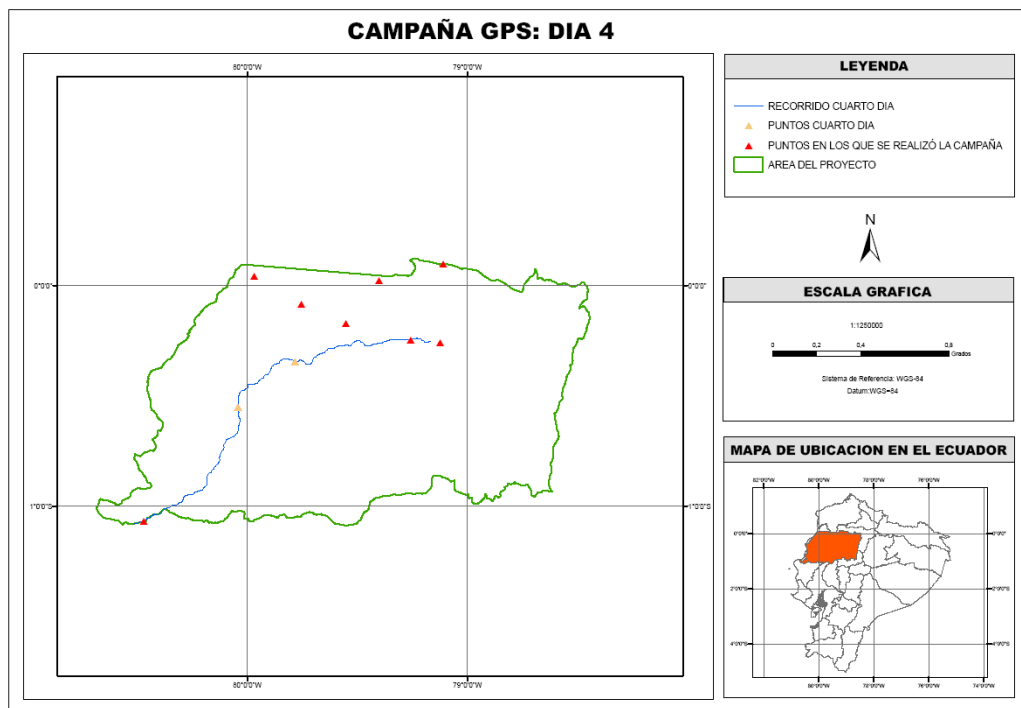 CAMPAÑA GPS: DIA 4
80°0'0"W
79°0'0"W
0°0'0"
0°0'0"
1°0'0"S
1°0'0"S
80°0'0"W
79°0'0"W
LEYENDA
RECORRIDO CUARTO DIA
PUNTOS CUARTO DIA
PUNTOS EN LOS QUE SE REALIZÓ LA CAMPAÑA
AREA DEL PROYECTO
N
ESCALA GRAFICA
1:1250000
0 0,2 0,4 0,8
Grados
Sistema de Referencia: WGS-84
Datum:WGS-84
MAPA DE UBICACION EN EL ECUADOR
82°0'0"W 80°0'0"W 78°0'0"W 76°0'0"W 74°0'0"W
0°0'0"
0°0'0"
2°0'0"S
2°0'0"S
4°0'0"S
4°0'0"S
82°0'0"W 80°0'0"W 78°0'0"W 76°0'0"W 74°0'0"W